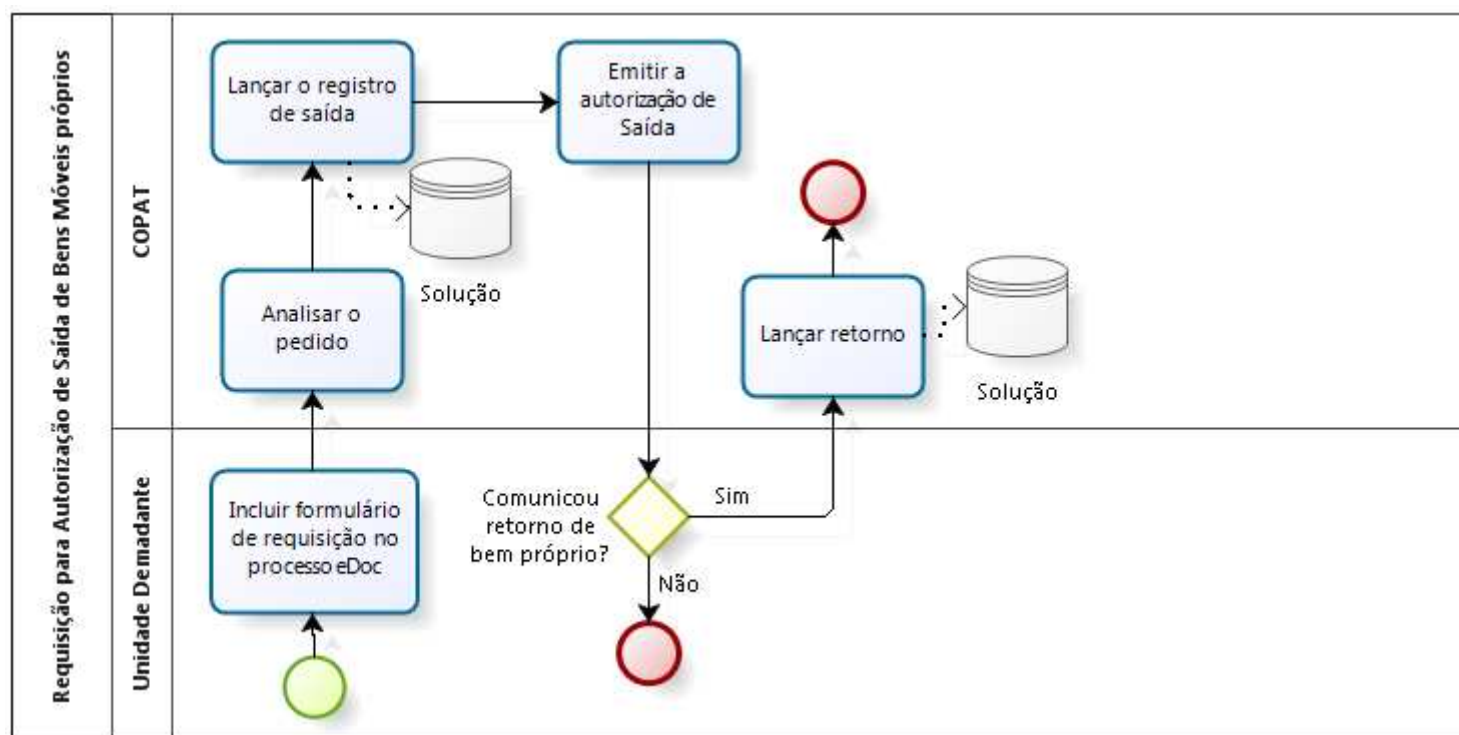 Requisição para Autorização de Saída de Bens Móveis próprios
COPAT
Lançar o registro
de saída
Emitir a
autorização de
Saída
Solução
Analisar o
pedido
Lançar retorno
Solução
Unidade Demadante
Incluir formulário
de requisição no
processo eDoc
Comunicou
retorno de
bem próprio?
Sim
Não